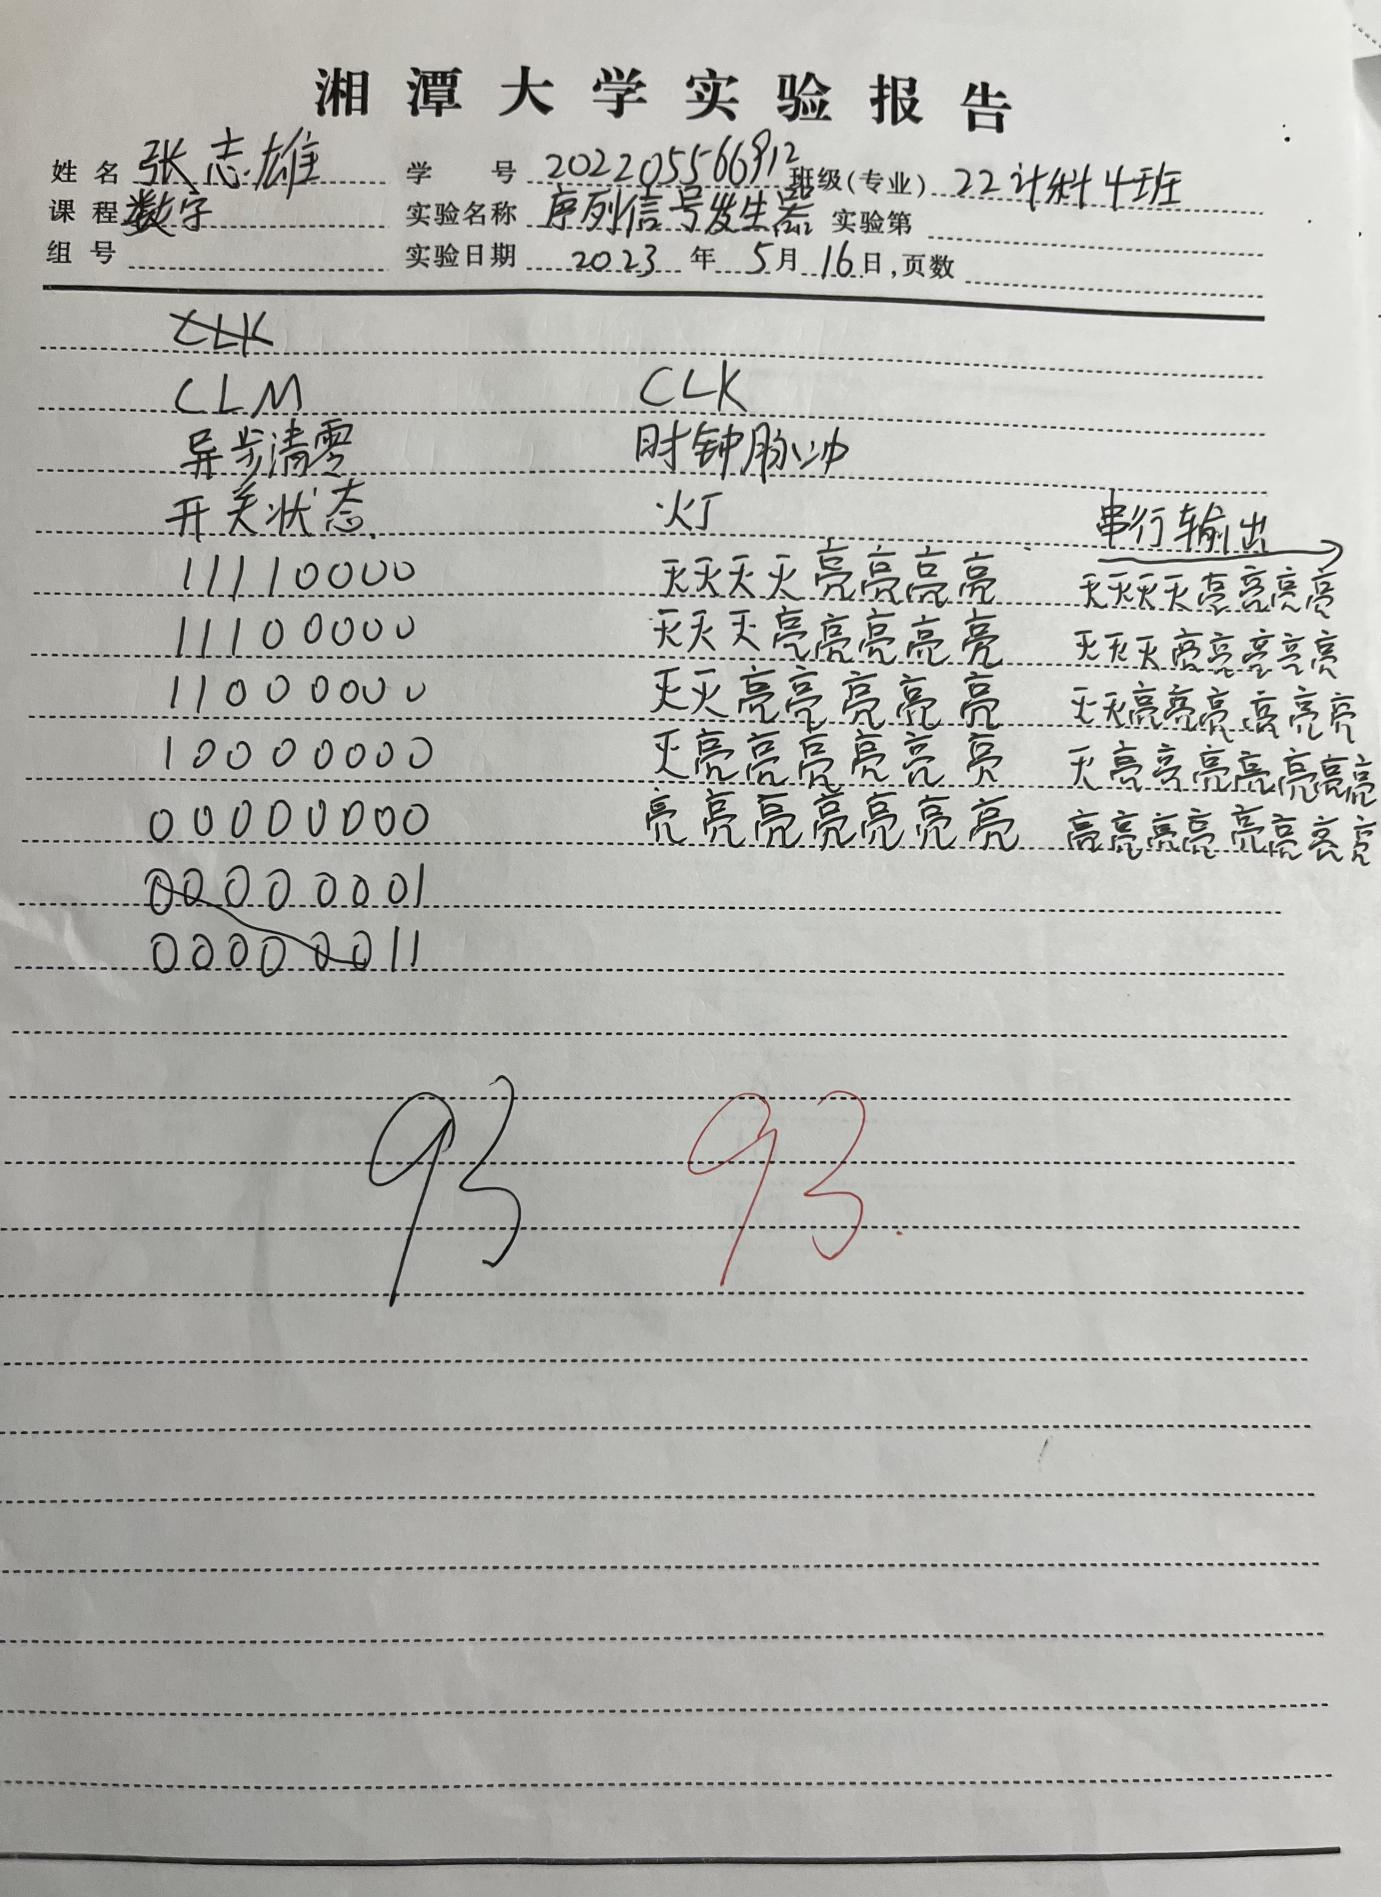 湘潭大学实验报告
姓名 张志雄 学号 202205566912 班级(专业) 22计科4班
课程 数字 实验名称 序列信号发生器 实验第
组号 实验日期 2023 年 5 月 16 日,页数
CLK
CLM CLK
异步清零 时钟脉冲
开关状态 灯 串行输出
11110000 灭灭灭灭亮亮亮亮 灭灭灭灭亮亮亮亮
11100000 灭灭灭亮亮亮亮亮 灭灭灭亮亮亮亮亮
11000000 灭灭亮亮亮亮亮 灭灭亮亮亮亮亮亮
10000000 灭亮亮亮亮亮亮 灭亮亮亮亮亮亮亮
00000000 亮亮亮亮亮亮亮 亮亮亮亮亮亮亮亮
00000001
00000011
93 93.